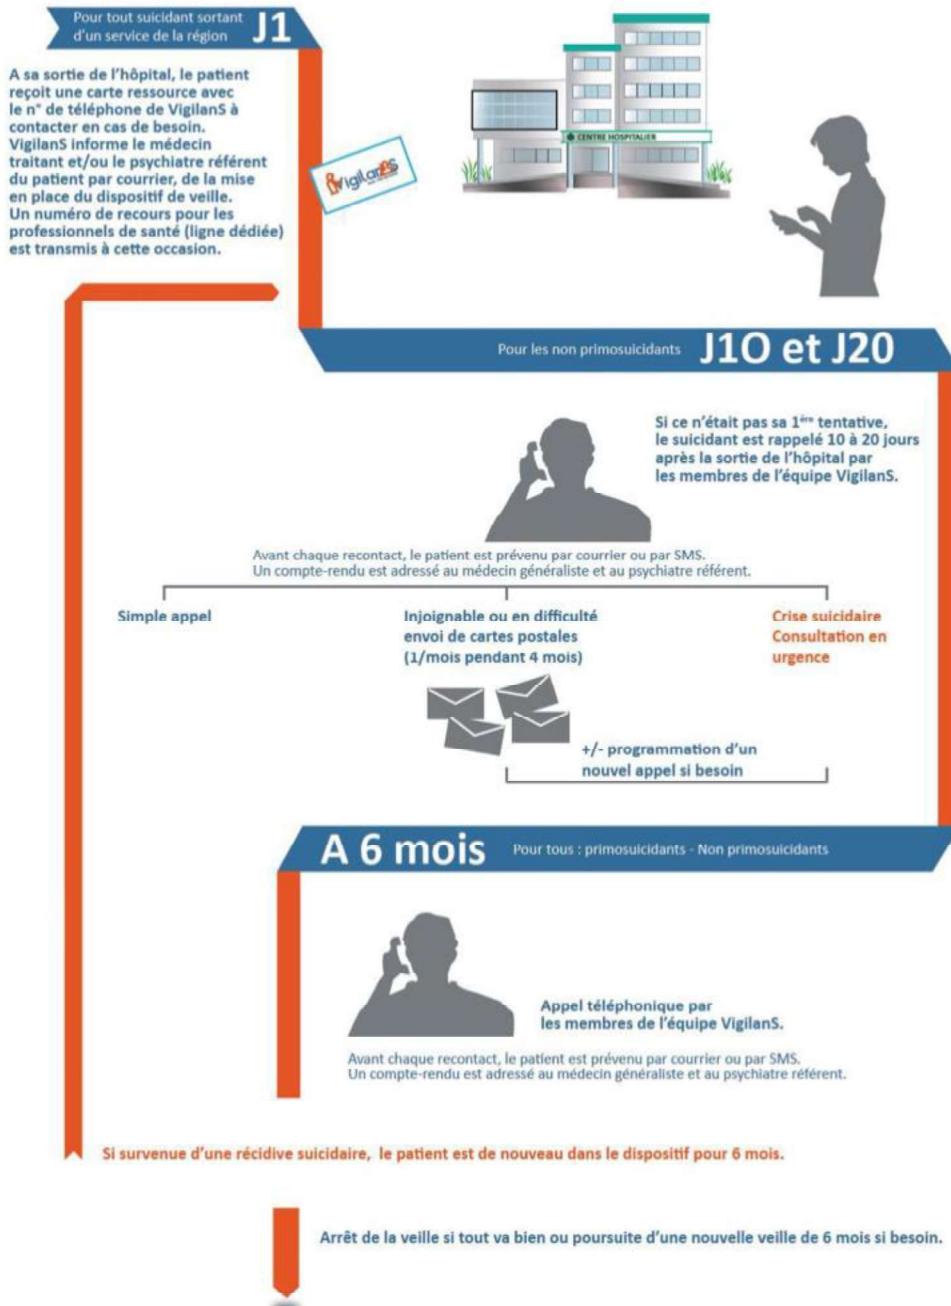 Pour tout suicidant sortant
d'un service de la région
J1
A sa sortie de l'hôpital, le patient
reçoit une carte ressource avec
le n° de téléphone de VigilanS à
contacter en cas de besoin.
VigilanS informe le médecin
traitant et/ou le psychiatre référent
du patient par courrier, de la mise
en place du dispositif de veille.
Un numéro de recours pour les
professionnels de santé (ligne dédiée)
est transmis à cette occasion.
VigilanS
CENTRE HOSPITALIER
Pour les non primosuicidants J1O et J20
Si ce n'était pas sa 1ère tentative,
le suicidant est rappelé 10 à 20 jours
après la sortie de l'hôpital par
les membres de l'équipe VigilanS.
Avant chaque recontact, le patient est prévenu par courrier ou par SMS.
Un compte-rendu est adressé au médecin généraliste et au psychiatre référent.
Simple appel
Injoignable ou en difficulté
envoi de cartes postales
(1/mois pendant 4 mois)
Crise suicidaire
Consultation en
urgence
+/- programmation d'un
nouvel appel si besoin
A 6 mois Pour tous : primosuicidants - Non primosuicidants
Appel téléphonique par
les membres de l'équipe VigilanS.
Avant chaque recontact, le patient est prévenu par courrier ou par SMS.
Un compte-rendu est adressé au médecin généraliste et au psychiatre référent.
Si survenue d'une récidive suicidaire, le patient est de nouveau dans le dispositif pour 6 mois.
Arrêt de la veille si tout va bien ou poursuite d'une nouvelle veille de 6 mois si besoin.